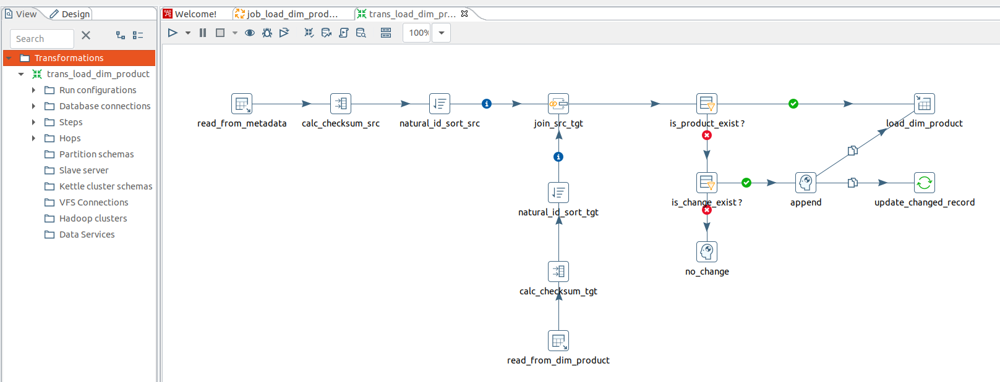 View
Design
Welcome!
job_load_dim_prod...
trans_load_dim_pr...
Search
100%
Transformations
trans_load_dim_product
Run configurations
Database connections
Steps
Hops
Partition schemas
Slave server
Kettle cluster schemas
VFS Connections
Hadoop clusters
Data Services
read_from_metadata
calc_checksum_src
natural_id_sort_src
join_src_tgt
is_product_exist ?
load_dim_product
natural_id_sort_tgt
is_change_exist ?
append
update_changed_record
calc_checksum_tgt
no_change
read_from_dim_product